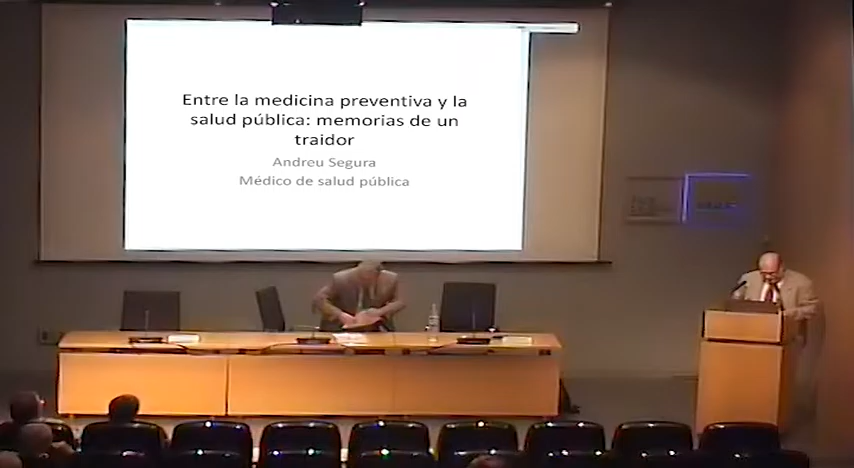 Entre la medicina preventiva y la
salud pública: memorias de un
traidor
Andreu Segura
Médico de salud pública